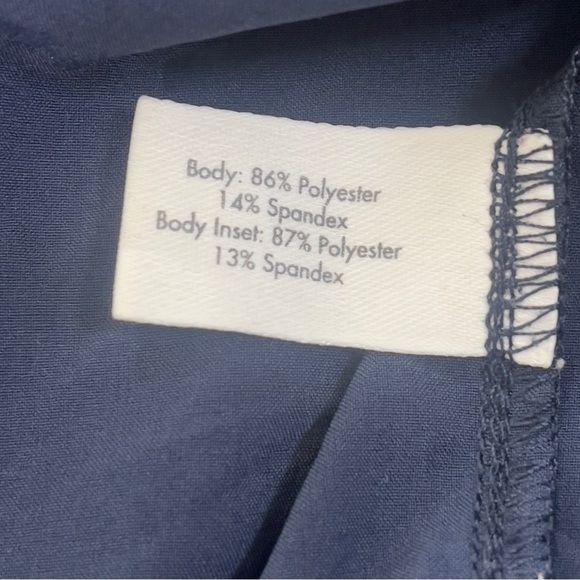 Body: 86% Polyester
14% Spandex
Body Inset: 87% Polyester
13% Spandex